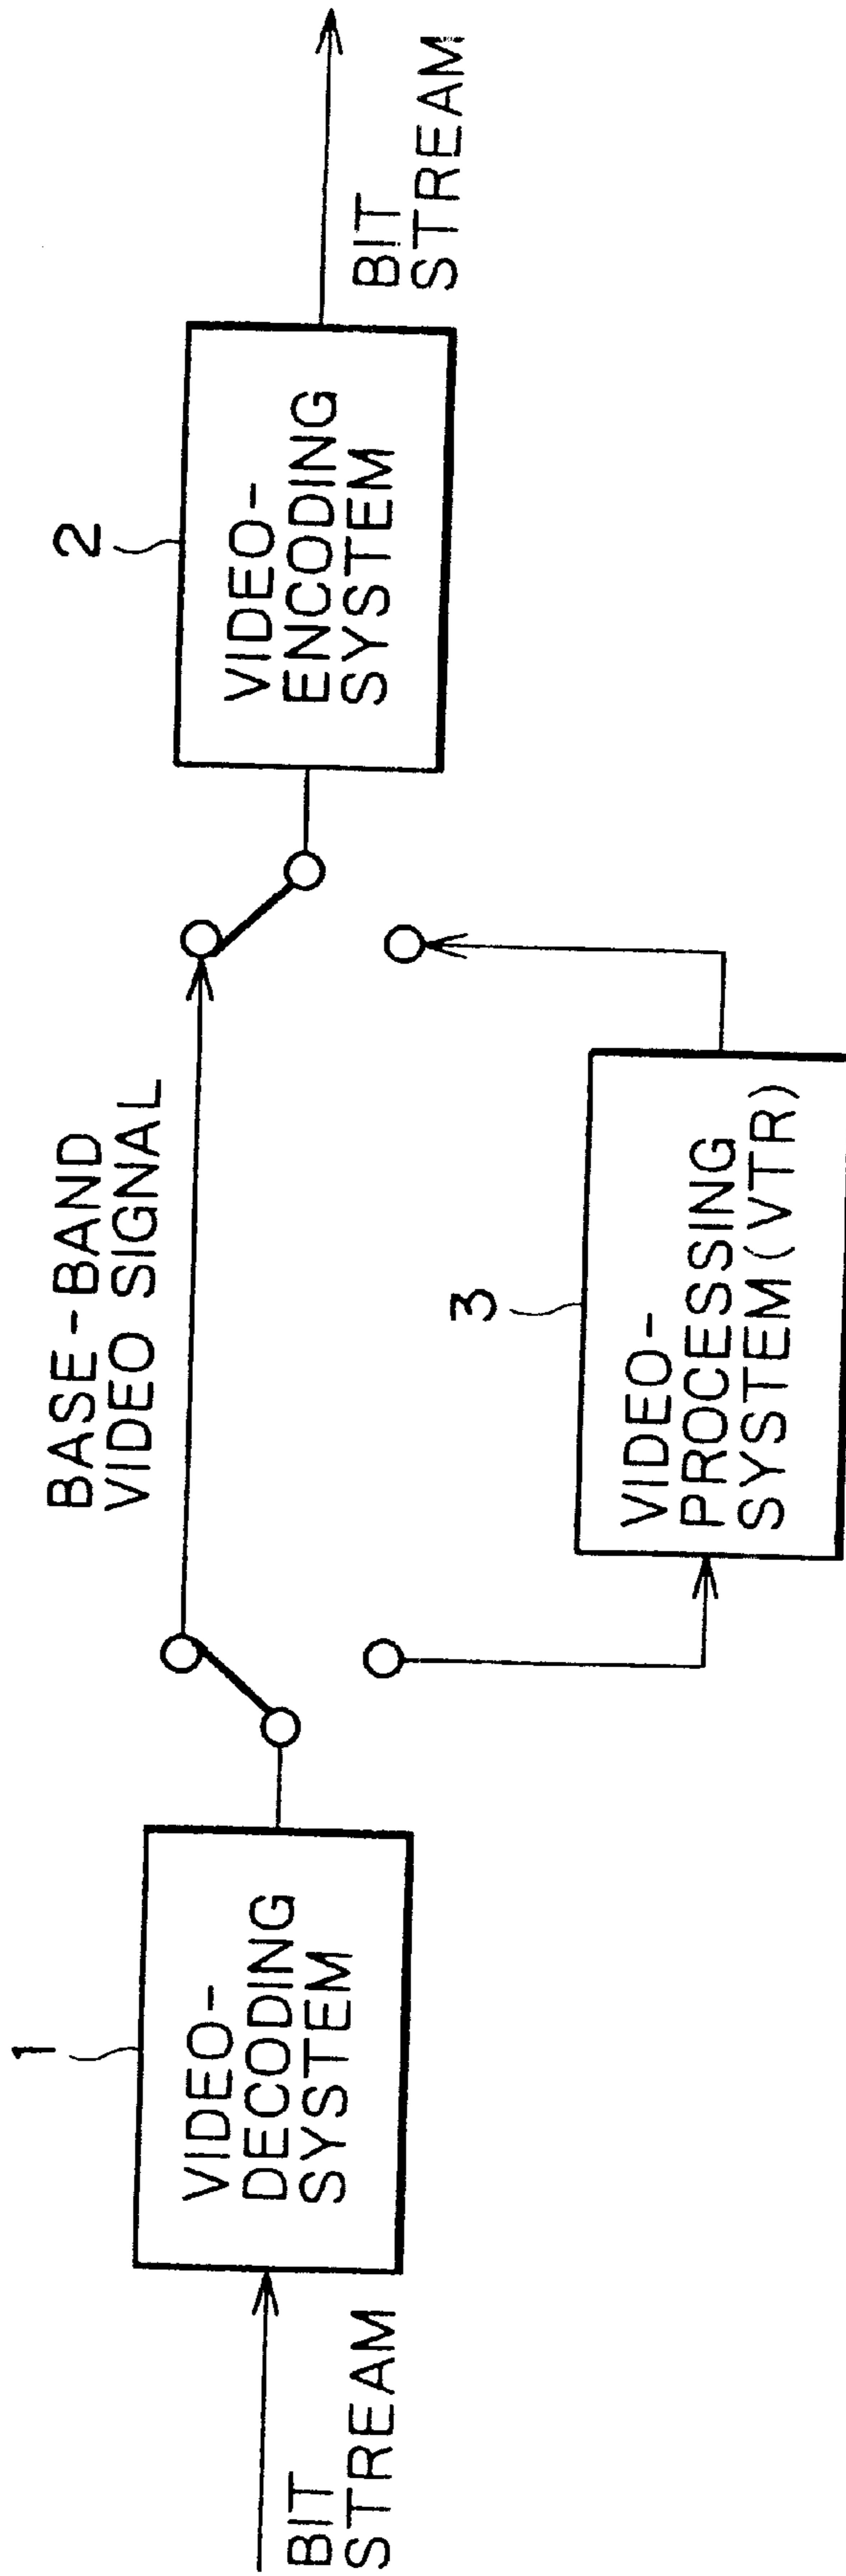 BIT
STREAM
1
VIDEO-
DECODING
SYSTEM
BASE-BAND
VIDEO SIGNAL
3
VIDEO-
PROCESSING
SYSTEM(VTR)
2
VIDEO-
ENCODING
SYSTEM
BIT
STREAM